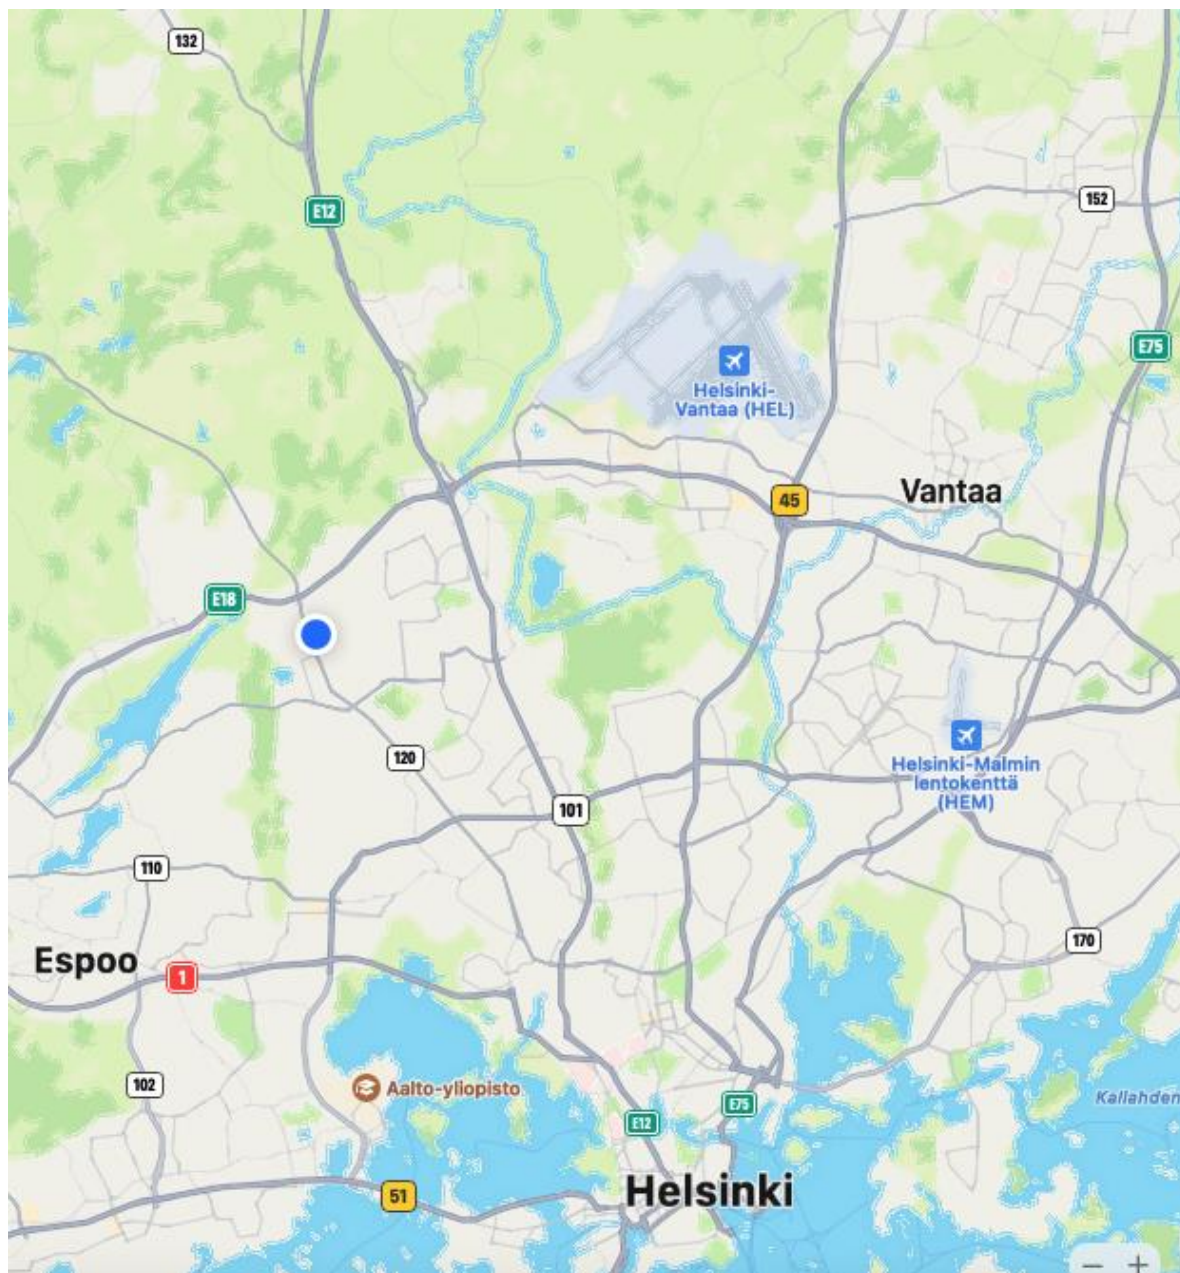 132
E12
152
E75
Helsinki-
Vantaa (HEL)
45
Vantaa
E18
Helsinki-Malmin
lentokenttä
(HEM)
120
101
110
170
Espoo
1
102
Aalto-yliopisto
Kallahden
E75
E12
Helsinki
51
− +